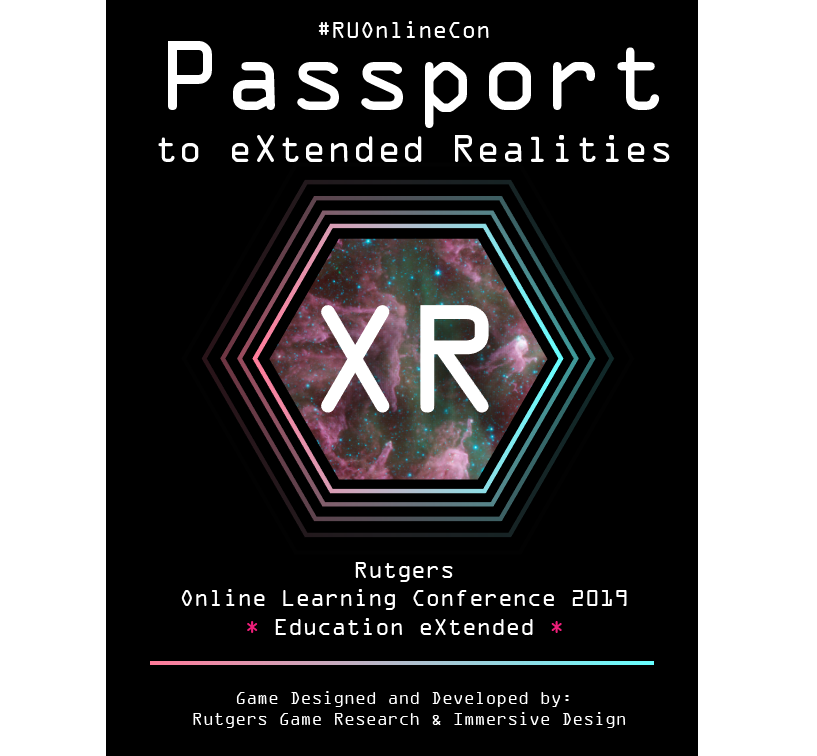 #RUOnlineCon
Passport
to eXtended Realities
XR
Rutgers
Online Learning Conference 2019
* Education eXtended *
Game Designed and Developed by:
Rutgers Game Research & Immersive Design